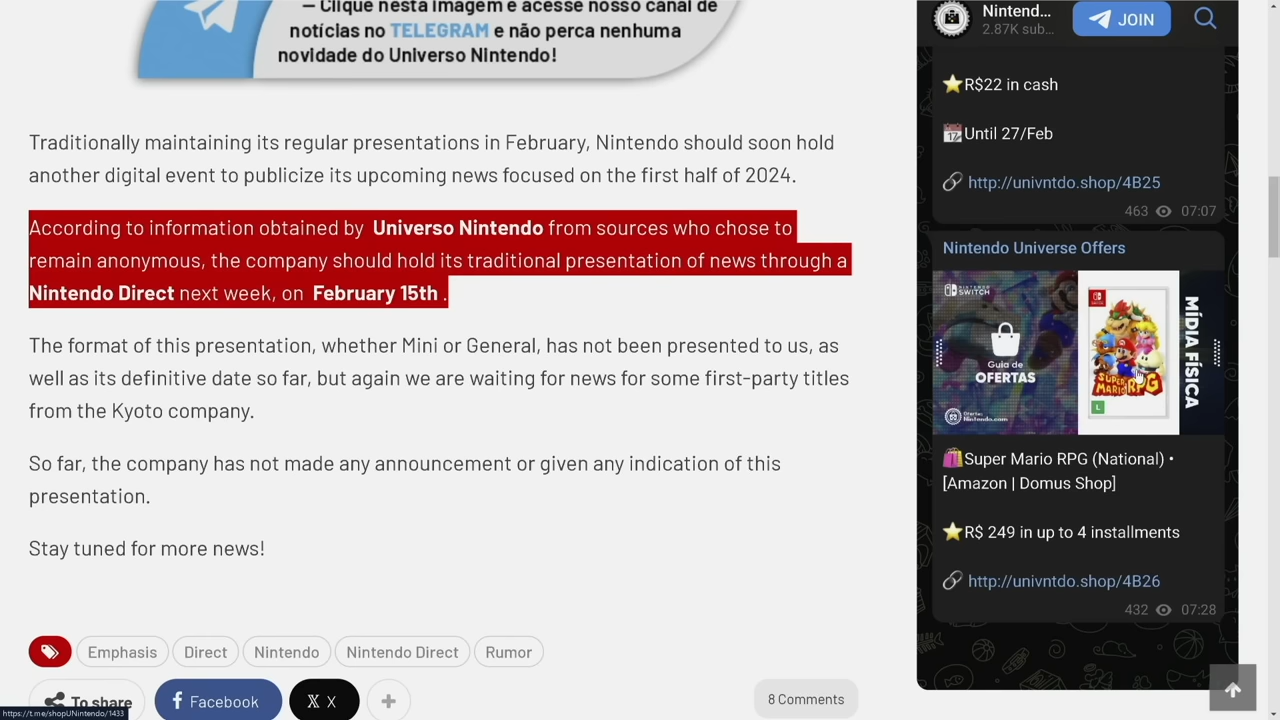 — Clique nesta imagem e acesse nosso canal de
notícias no TELEGRAM e não perca nenhuma
novidade do Universo Nintendo!
Traditionally maintaining its regular presentations in February, Nintendo should soon hold
another digital event to publicize its upcoming news focused on the first half of 2024.
According to information obtained by Universo Nintendo from sources who chose to
remain anonymous, the company should hold its traditional presentation of news through a
Nintendo Direct next week, on February 15th .
The format of this presentation, whether Mini or General, has not been presented to us, as
well as its definitive date so far, but again we are waiting for news for some first-party titles
from the Kyoto company.
So far, the company has not made any announcement or given any indication of this
presentation.
Stay tuned for more news!
Emphasis
Direct
Nintendo
Nintendo Direct
Rumor
To share
Facebook
X
8 Comments
https://t.me/shopUNintendo/1433
Nintend...
2.87K sub...
JOIN
⭐R$22 in cash
Until 27/Feb
http://univntdo.shop/4B25
463 07:07
Nintendo Universe Offers
NINTENDO SWITCH
Guia de
OFERTAS
Nintendo.com
SUPER MARIO RPG
L
MÍDIA FÍSICA
🛍️Super Mario RPG (National) •
[Amazon | Domus Shop]
⭐R$ 249 in up to 4 installments
http://univntdo.shop/4B26
432 07:28